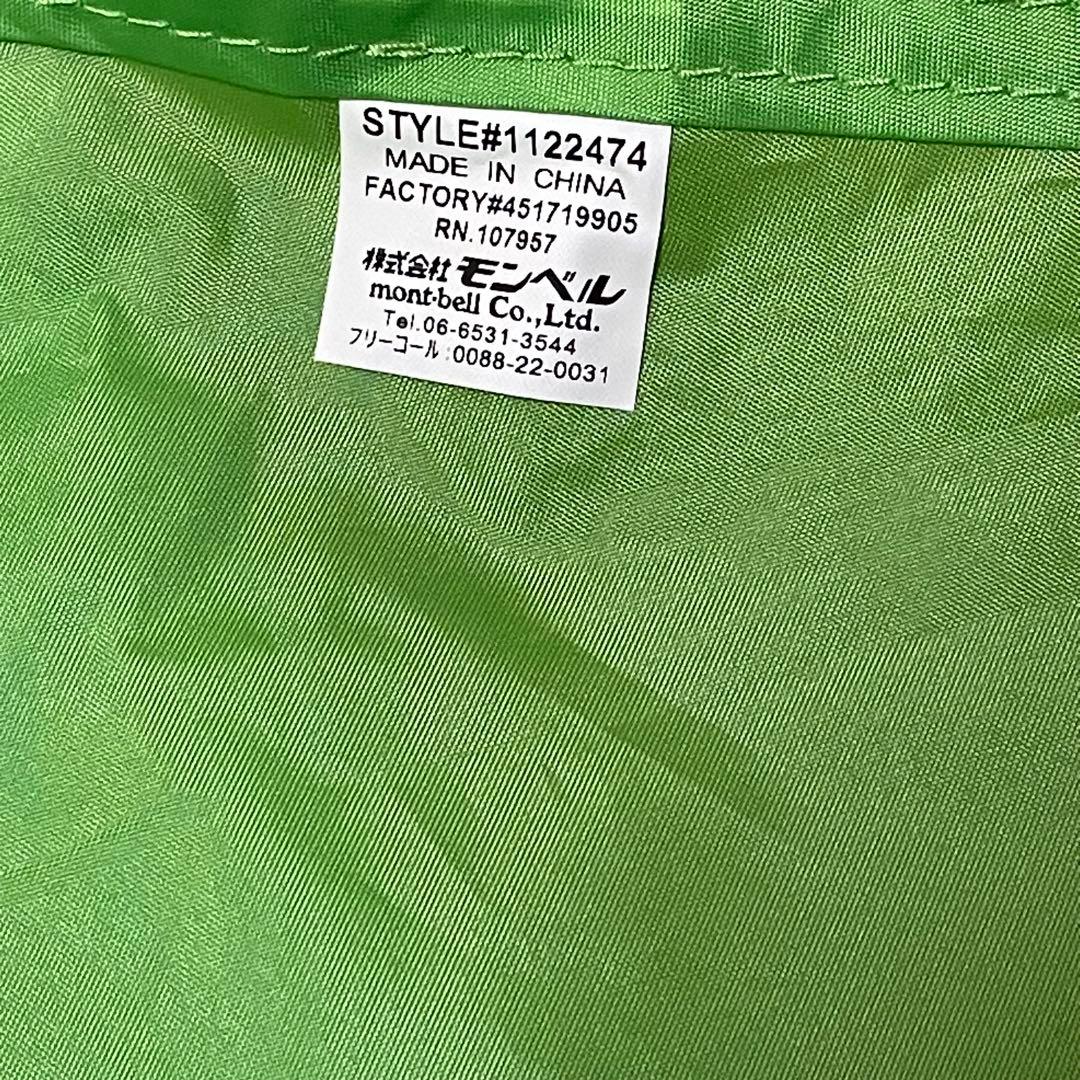 STYLE#1122474
MADE IN CHINA
FACTORY#451719905
RN.107957
株式会社モンベル
mont-bell Co.,Ltd.
Tel.06-6531-3544
フリーコール:0088-22-0031